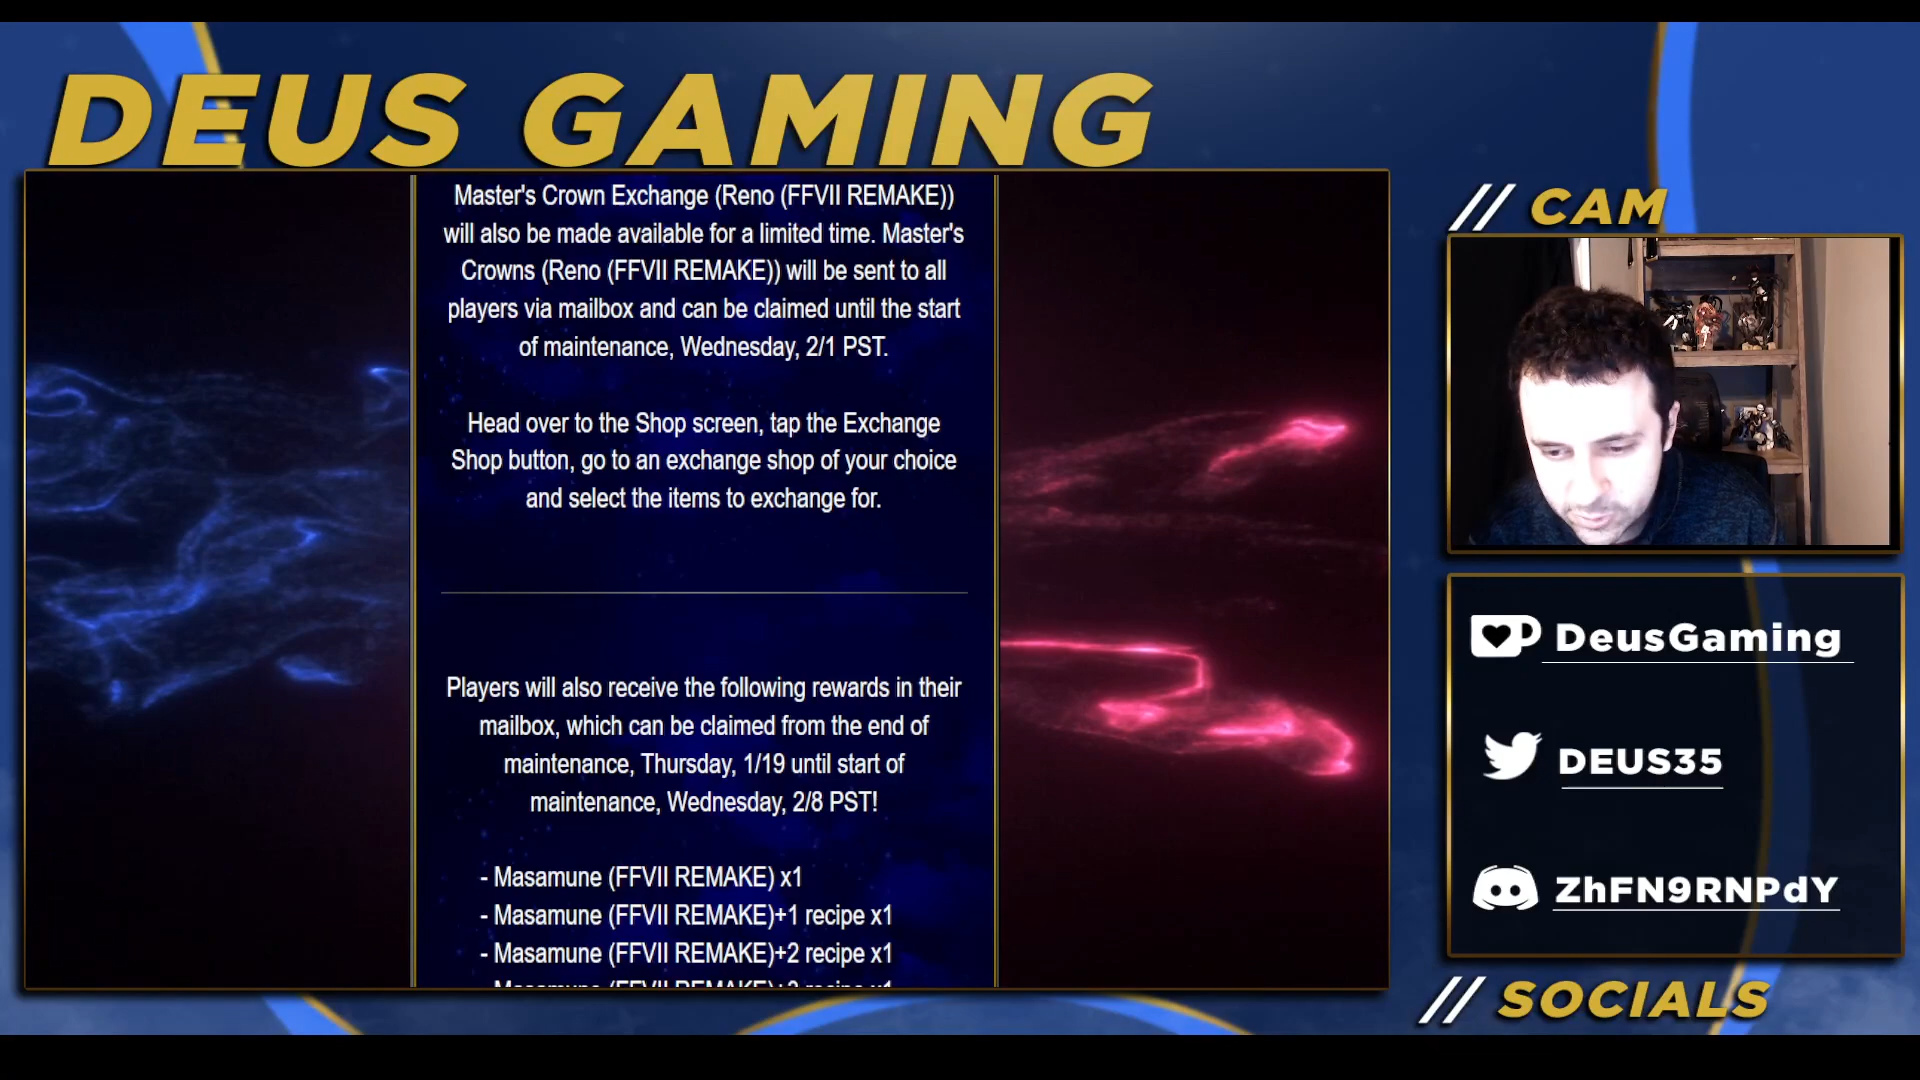 DEUS GAMING
Master's Crown Exchange (Reno (FFVII REMAKE))
will also be made available for a limited time. Master's
Crowns (Reno (FFVII REMAKE)) will be sent to all
players via mailbox and can be claimed until the start
of maintenance, Wednesday, 2/1 PST.
Head over to the Shop screen, tap the Exchange
Shop button, go to an exchange shop of your choice
and select the items to exchange for.
Players will also receive the following rewards in their
mailbox, which can be claimed from the end of
maintenance, Thursday, 1/19 until start of
maintenance, Wednesday, 2/8 PST!
- Masamune (FFVII REMAKE) x1
- Masamune (FFVII REMAKE)+1 recipe x1
- Masamune (FFVII REMAKE)+2 recipe x1
- Masamune (FFVII REMAKE)+3 recipe x1
// CAM
DeusGaming
DEUS35
ZhFN9RNPdY
// SOCIALS